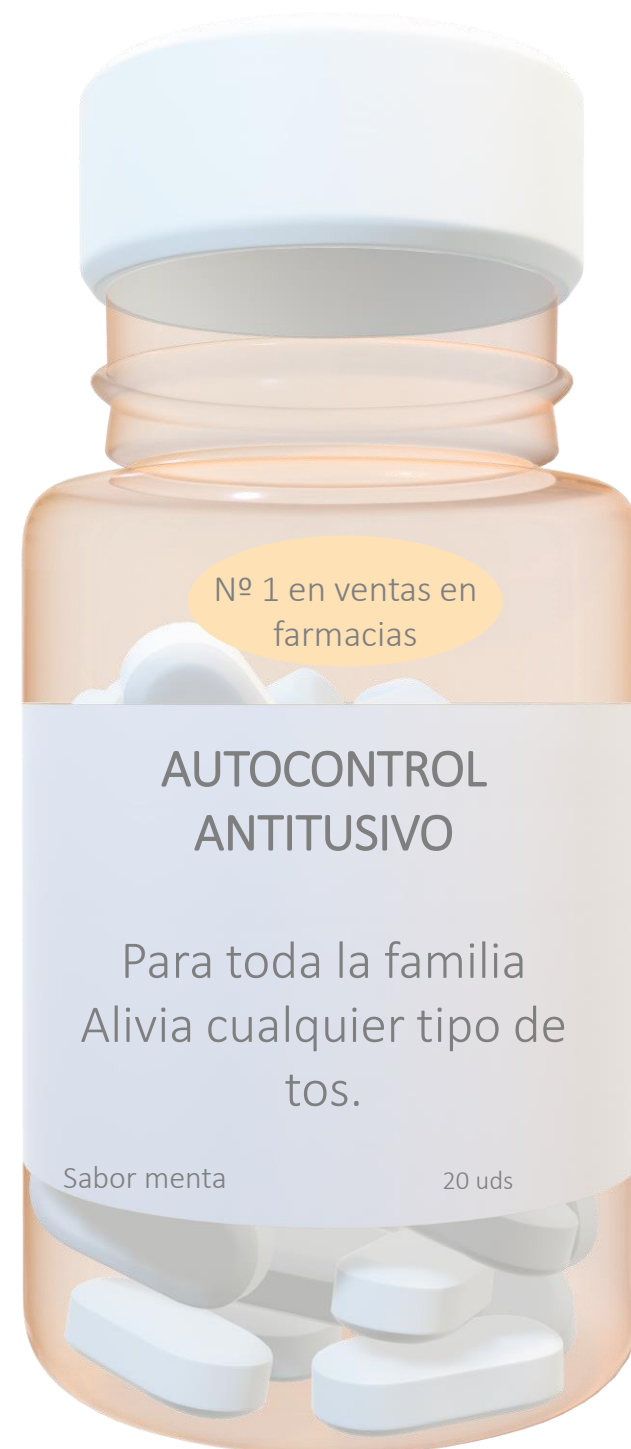 Nº 1 en ventas en
farmacias
AUTOCONTROL
ANTITUSIVO
Para toda la familia
Alivia cualquier tipo de
tos.
Sabor menta
20 uds